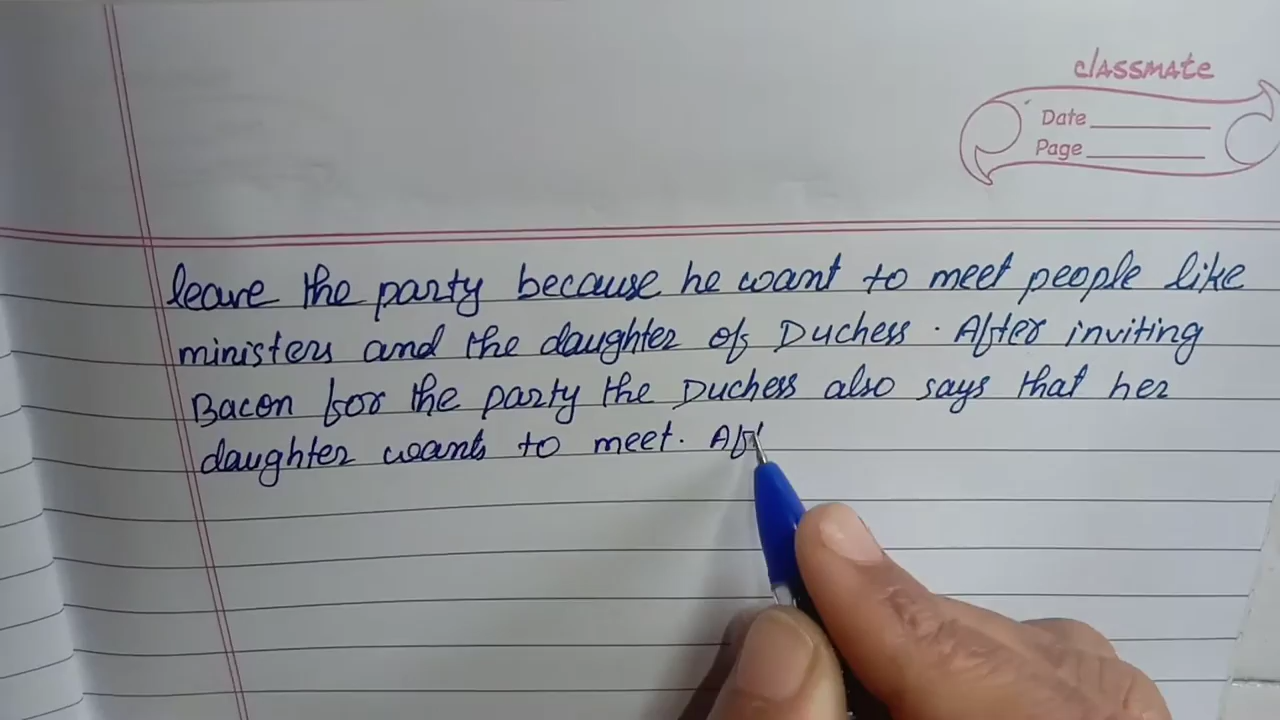 classmate
Date
Page
leave the party because he want to meet people like
ministers and the daughter of Duchess. After inviting
Bacon for the party the Duchess also says that her
daughter wants to meet. Aft